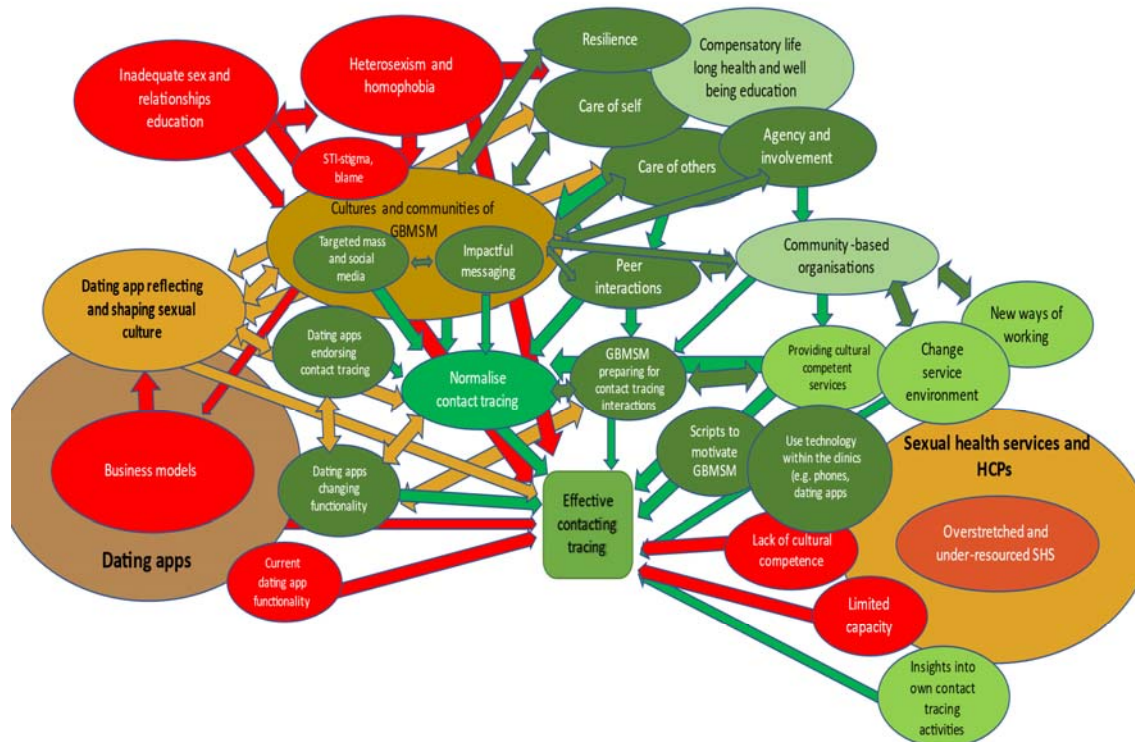 Resilience
Compensatory life
long health and well
being education
Inadequate sex and
relationships
education
Heterosexism and
homophobia
Care of self
Agency and
involvement
STI-stigma,
blame
Care of others
Cultures and communities of
GBMSM
Targeted mass
and social
media
Impactful
messaging
Peer
interactions
Community -based
organisations
Dating app reflecting
and shaping sexual
culture
New ways of
working
Dating apps
endorsing
contact tracing
Normalise
contact tracing
GBMSM
preparing for
contact tracing
interactions
Providing cultural
competent
services
Change
service
environment
Business models
Dating apps
changing
functionality
Scripts to
motivate
GBMSM
Use technology
within the clinics
(e.g. phones,
dating apps
Sexual health services and
HCPs
Effective
contacting
tracing
Overstretched and
under-resourced SHS
Dating apps
Lack of cultural
competence
Current
dating app
functionality
Limited
capacity
Insights into
own contact
tracing
activities